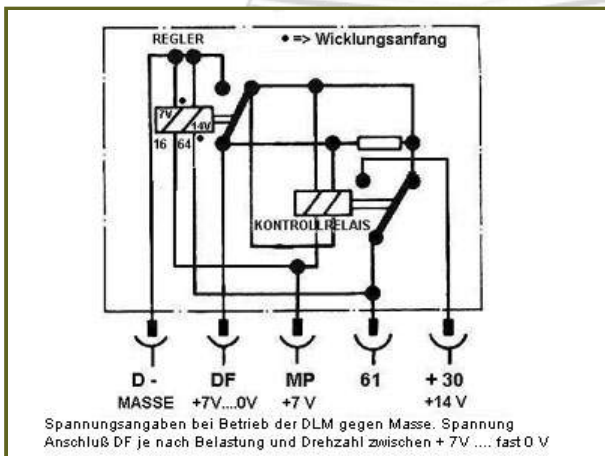 REGLER
• => Wicklungsanfang
7V
14V
16 64
KONTROLLRELAIS
D - DF MP 61 + 30
MASSE +7V....0V +7 V +14 V
Spannungsangaben bei Betrieb der DLM gegen Masse. Spannung
Anschluß DF je nach Belastung und Drehzahl zwischen + 7V .... fast 0 V